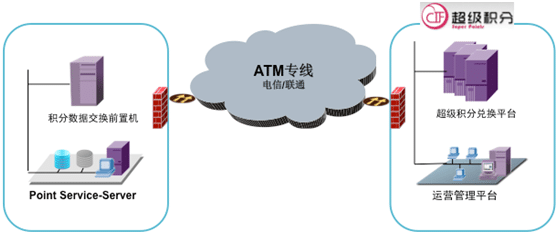 CIF 超级积分
Super Points
ATM专线
电信/联通
积分数据交换前置机
超级积分兑换平台
Point Service-Server
运营管理平台